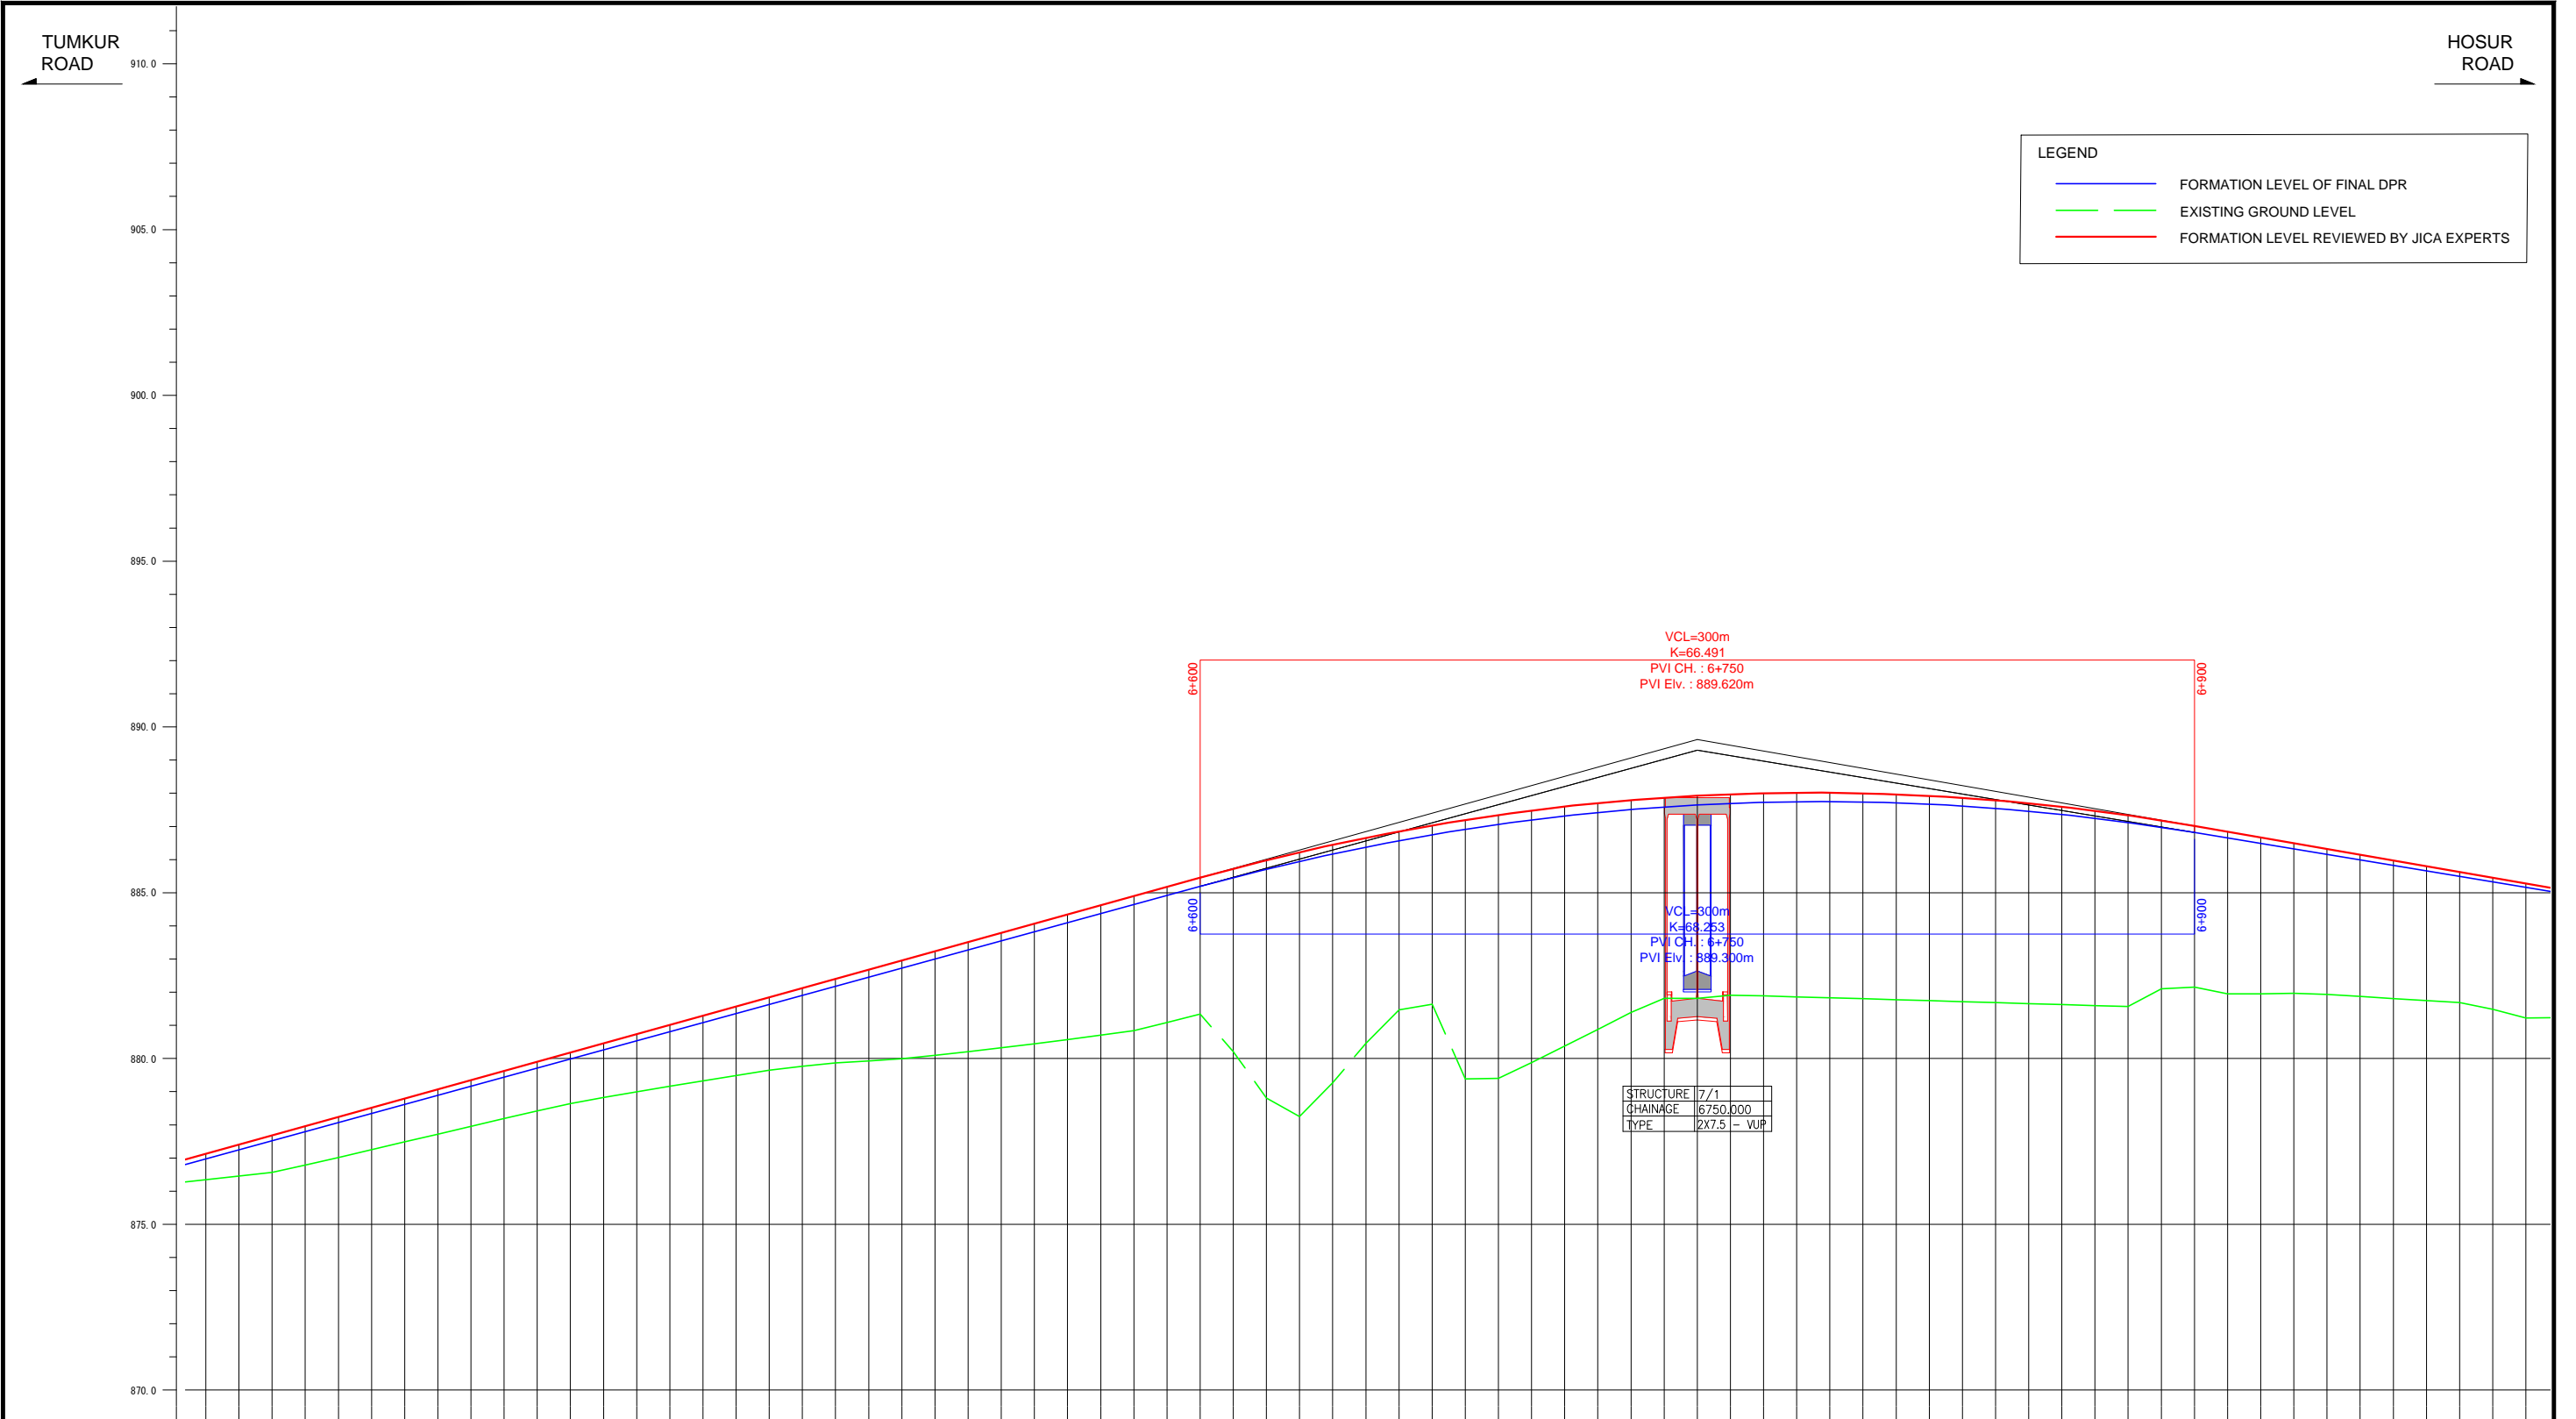 TUMKUR
ROAD
HOSUR
ROAD
LEGEND
FORMATION LEVEL OF FINAL DPR
EXISTING GROUND LEVEL
FORMATION LEVEL REVIEWED BY JICA EXPERTS
910.0
905.0
900.0
895.0
890.0
885.0
880.0
875.0
870.0
VCL=300m
K=66.491
PVI CH. : 6+750
PVI Elv. : 889.620m
6+600
6+900
VCL=300m
K=68.253
PVI CH. : 6+750
PVI Elv. : 889.300m
6+600
6+900
STRUCTURE 7/1
CHAINAGE 6750.000
TYPE 2X7.5 - VUP